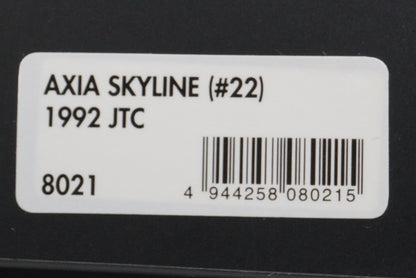 AXIA SKYLINE (#22)
1992 JTC
8021
4 944258 080215